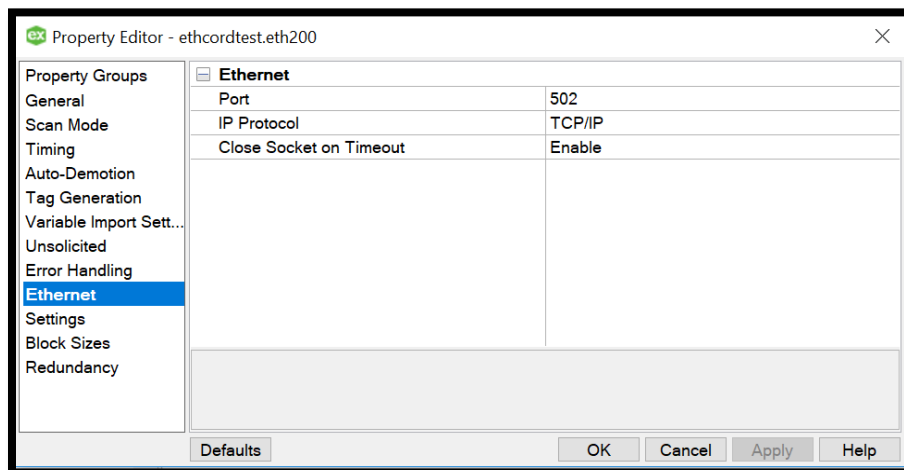 ex Property Editor - ethcordtest.eth200
Property Groups
General
Scan Mode
Timing
Auto-Demotion
Tag Generation
Variable Import Sett...
Unsolicited
Error Handling
Ethernet
Settings
Block Sizes
Redundancy
Ethernet
Port 502
IP Protocol TCP/IP
Close Socket on Timeout Enable
Defaults OK Cancel Apply Help